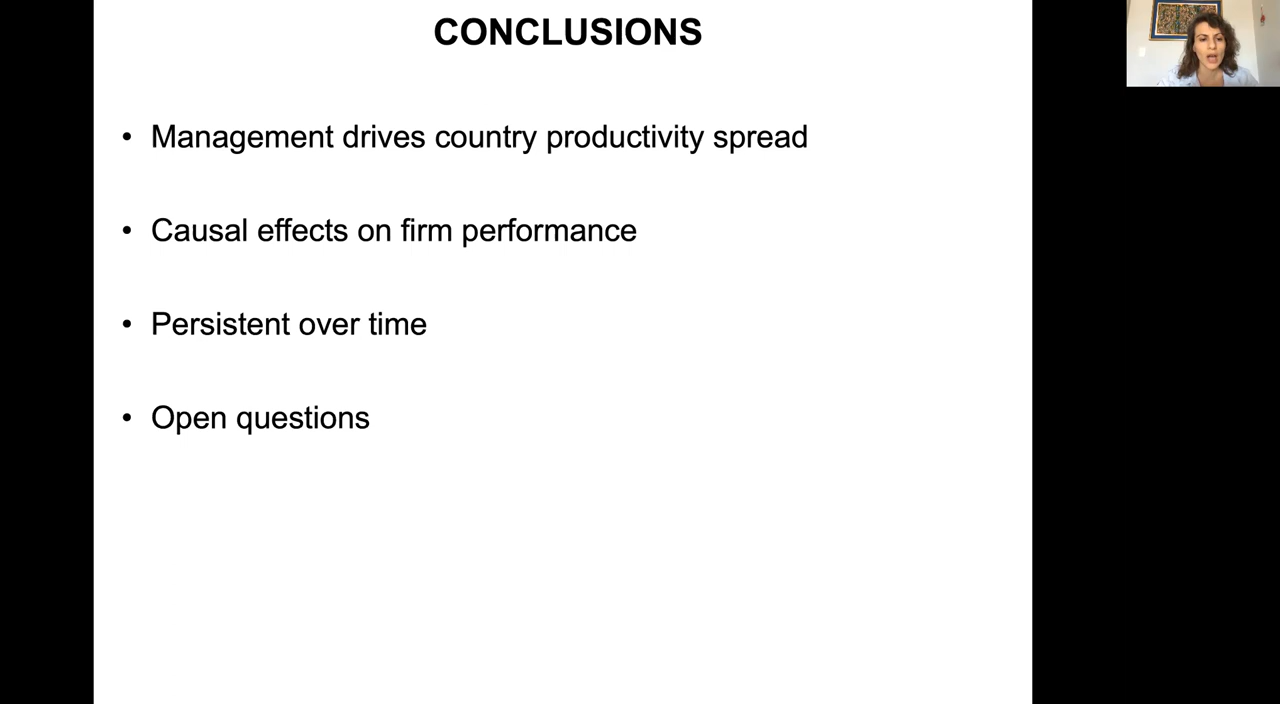 CONCLUSIONS
• Management drives country productivity spread
• Causal effects on firm performance
• Persistent over time
• Open questions